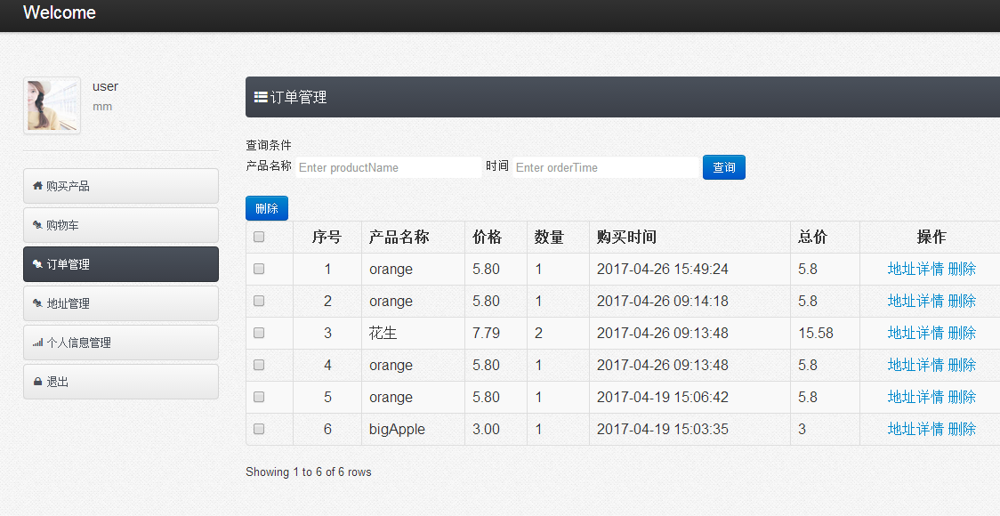 Welcome
user
mm
购买产品
购物车
订单管理
地址管理
个人信息管理
退出
订单管理
查询条件
产品名称 Enter productName 时间 Enter orderTime 查询
删除
序号 产品名称 价格 数量 购买时间 总价 操作
1 orange 5.80 1 2017-04-26 15:49:24 5.8 地址详情 删除
2 orange 5.80 1 2017-04-26 09:14:18 5.8 地址详情 删除
3 花生 7.79 2 2017-04-26 09:13:48 15.58 地址详情 删除
4 orange 5.80 1 2017-04-26 09:13:48 5.8 地址详情 删除
5 orange 5.80 1 2017-04-19 15:06:42 5.8 地址详情 删除
6 bigApple 3.00 1 2017-04-19 15:03:35 3 地址详情 删除
Showing 1 to 6 of 6 rows